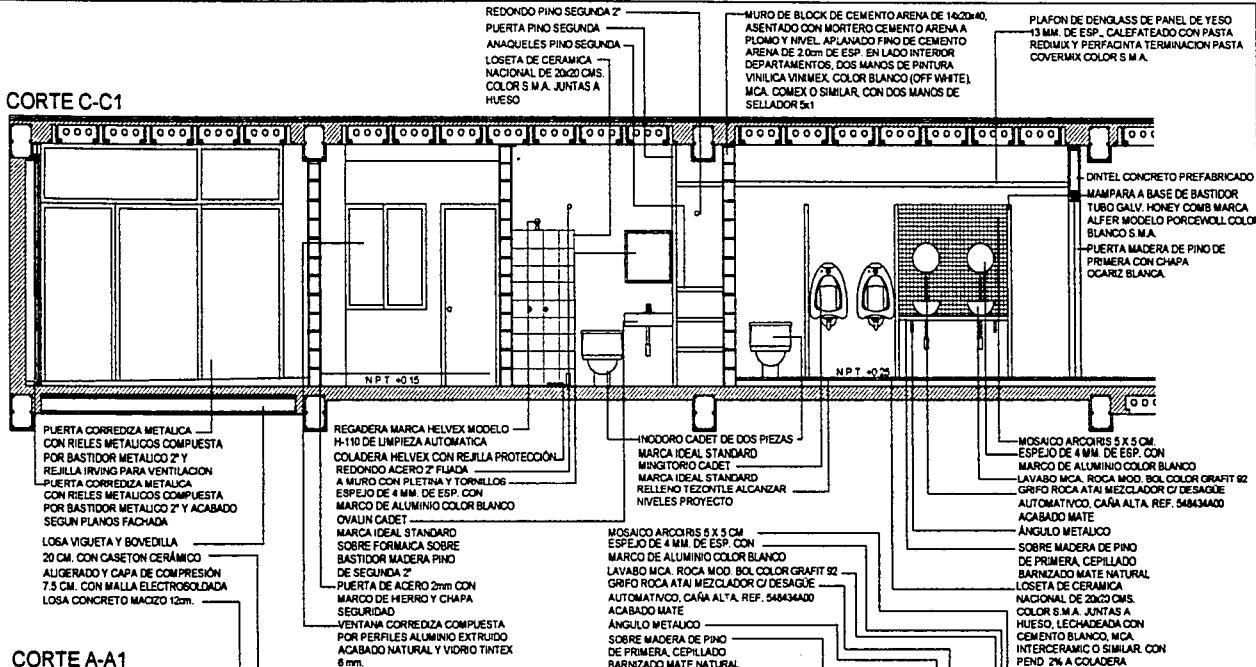 REDONDO PINO SEGUNDA 2"
PUERTA PINO SEGUNDA
ANAQUELES PINO SEGUNDA
LOSETA DE CERAMICA
NACIONAL DE 20x20 CMS.
COLOR S.M.A. JUNTAS A
HUESO
MURO DE BLOCK DE CEMENTO ARENA DE 14x20x40,
ASENTADO CON MORTERO CEMENTO ARENA A
PLOMO Y NIVEL. APLANADO FINO DE CEMENTO
ARENA DE 2.0cm DE ESP. EN LADO INTERIOR
DEPARTAMENTOS, DOS MANOS DE PINTURA
VINILICA VINIMEX, COLOR BLANCO (OFF WHITE),
MCA. COMEX O SIMILAR, CON DOS MANOS DE
SELLADOR 5x1
PLAFON DE DENGLASS DE PANEL DE YESO
13 MM. DE ESP., CALEFATEADO CON PASTA
REDIMIX Y PERFACINTA TERMINACION PASTA
COVERMIX COLOR S.M.A.
CORTE C-C1
DINTEL CONCRETO PREFABRICADO
MAMPARA A BASE DE BASTIDOR
TUBO GALV. HONEY COMB MARCA
ALFER MODELO PORCEWOLL COLOR
BLANCO S.M.A.
PUERTA MADERA DE PINO DE
PRIMERA CON CHAPA
OCARIZ BLANCA.
N.P.T. +0.15
N.P.T. +0.25
PUERTA CORREDIZA METALICA
CON RIELES METALICOS COMPUESTA
POR BASTIDOR METALICO 2" Y
REJILLA IRVING PARA VENTILACION
PUERTA CORREDIZA METALICA
CON RIELES METALICOS COMPUESTA
POR BASTIDOR METALICO 2" Y ACABADO
SEGUN PLANOS FACHADA
LOSA VIGUETA Y BOVEDILLA
20 CM. CON CASETON CERÁMICO
ALIGERADO Y CAPA DE COMPRESIÓN
7.5 CM. CON MALLA ELECTROSOLDADA
LOSA CONCRETO MACIZO 12cm.
CORTE A-A1
REGADERA MARCA HELVEX MODELO
H-110 DE LIMPIEZA AUTOMATICA
COLADERA HELVEX CON REJILLA PROTECCIÓN
REDONDO ACERO 2" FIJADA
A MURO CON PLETINA Y TORNILLOS
ESPEJO DE 4 MM. DE ESP. CON
MARCO DE ALUMINIO COLOR BLANCO
OVALIN CADET
MARCA IDEAL STANDARD
SOBRE FORMAICA SOBRE
BASTIDOR MADERA PINO
DE SEGUNDA 2"
PUERTA DE ACERO 2mm CON
MARCO DE HIERRO Y CHAPA
SEGURIDAD
VENTANA CORREDIZA COMPUESTA
POR PERFILES ALUMINIO EXTRUIDO
ACABADO NATURAL Y VIDRIO TINTEX
6 mm.
INODORO CADET DE DOS PIEZAS
MARCA IDEAL STANDARD
MINGITORIO CADET
MARCA IDEAL STANDARD
RELLENO TEZONTLE ALCANZAR
NIVELES PROYECTO
MOSAICO ARCOIRIS 5 X 5 CM
ESPEJO DE 4 MM. DE ESP. CON
MARCO DE ALUMINIO COLOR BLANCO
LAVABO MCA. ROCA MOD. BOL COLOR GRAFIT 92
GRIFO ROCA ATAI MEZCLADOR C/ DESAGÜE
AUTOMATIVCO, CAÑA ALTA. REF. 548434A00
ACABADO MATE
ÁNGULO METALICO
SOBRE MADERA DE PINO
DE PRIMERA, CEPILLADO
BARNIZADO MATE NATURAL
MOSAICO ARCOIRIS 5 X 5 CM.
ESPEJO DE 4 MM. DE ESP. CON
MARCO DE ALUMINIO COLOR BLANCO
LAVABO MCA. ROCA MOD. BOL COLOR GRAFIT 92
GRIFO ROCA ATAI MEZCLADOR C/ DESAGÜE
AUTOMATIVCO, CAÑA ALTA. REF. 548434A00
ACABADO MATE
ÁNGULO METALICO
SOBRE MADERA DE PINO
DE PRIMERA, CEPILLADO
BARNIZADO MATE NATURAL
LOSETA DE CERAMICA
NACIONAL DE 20x20 CMS.
COLOR S.M.A. JUNTAS A
HUESO, LECHADEADA CON
CEMENTO BLANCO, MCA.
INTERCERAMIC O SIMILAR, CON
PEND 2% A COLADERA